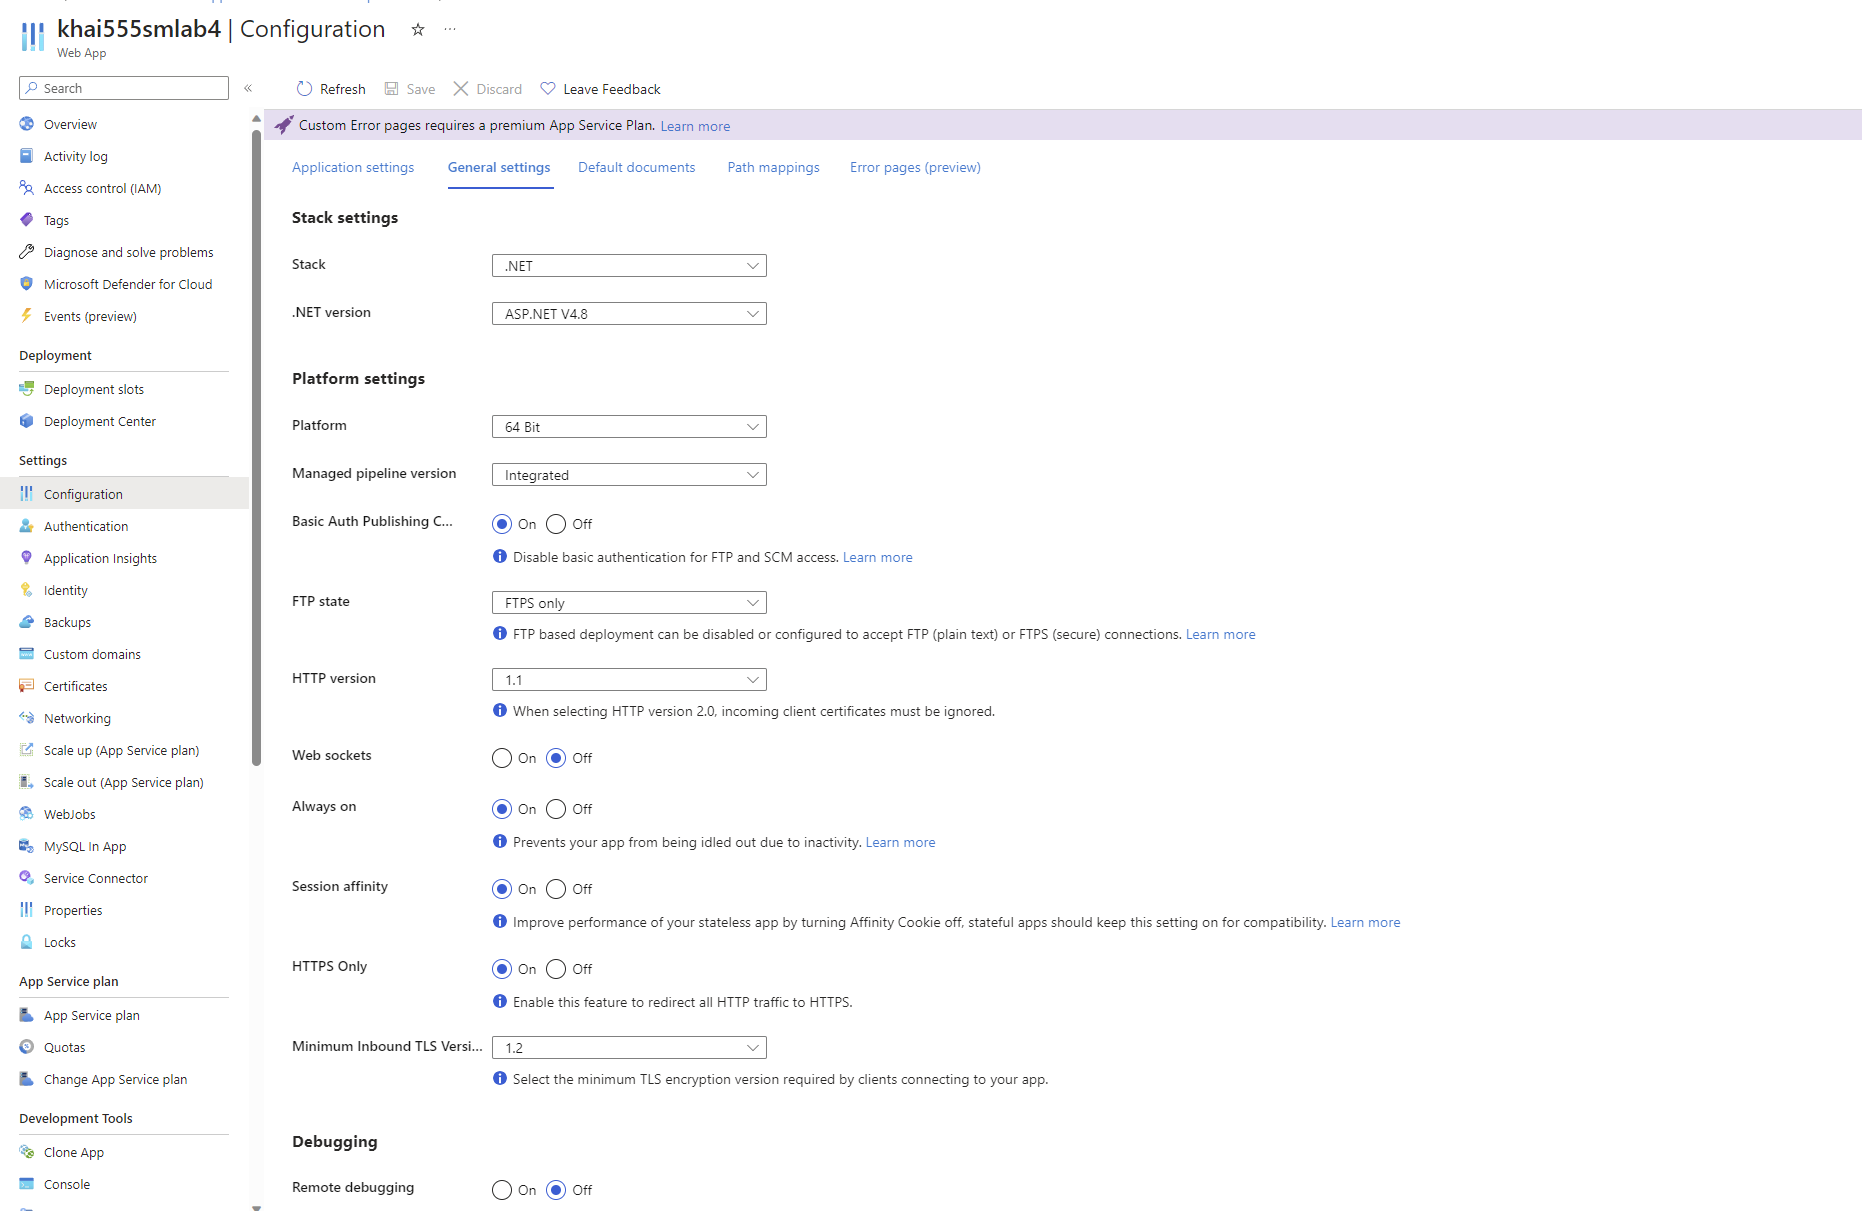 khai555smlab4 | Configuration
Web App
Search
Refresh
Save
Discard
Leave Feedback
Overview
Activity log
Access control (IAM)
Tags
Diagnose and solve problems
Microsoft Defender for Cloud
Events (preview)
Deployment
Deployment slots
Deployment Center
Settings
Configuration
Authentication
Application Insights
Identity
Backups
Custom domains
Certificates
Networking
Scale up (App Service plan)
Scale out (App Service plan)
WebJobs
MySQL In App
Service Connector
Properties
Locks
App Service plan
App Service plan
Quotas
Change App Service plan
Development Tools
Clone App
Console
Custom Error pages requires a premium App Service Plan. Learn more
Application settings
General settings
Default documents
Path mappings
Error pages (preview)
Stack settings
Stack
.NET
.NET version
ASP.NET V4.8
Platform settings
Platform
64 Bit
Managed pipeline version
Integrated
Basic Auth Publishing C...
On Off
Disable basic authentication for FTP and SCM access. Learn more
FTP state
FTPS only
FTP based deployment can be disabled or configured to accept FTP (plain text) or FTPS (secure) connections. Learn more
HTTP version
1.1
When selecting HTTP version 2.0, incoming client certificates must be ignored.
Web sockets
On Off
Always on
On Off
Prevents your app from being idled out due to inactivity. Learn more
Session affinity
On Off
Improve performance of your stateless app by turning Affinity Cookie off, stateful apps should keep this setting on for compatibility. Learn more
HTTPS Only
On Off
Enable this feature to redirect all HTTP traffic to HTTPS.
Minimum Inbound TLS Versi...
1.2
Select the minimum TLS encryption version required by clients connecting to your app.
Debugging
Remote debugging
On Off